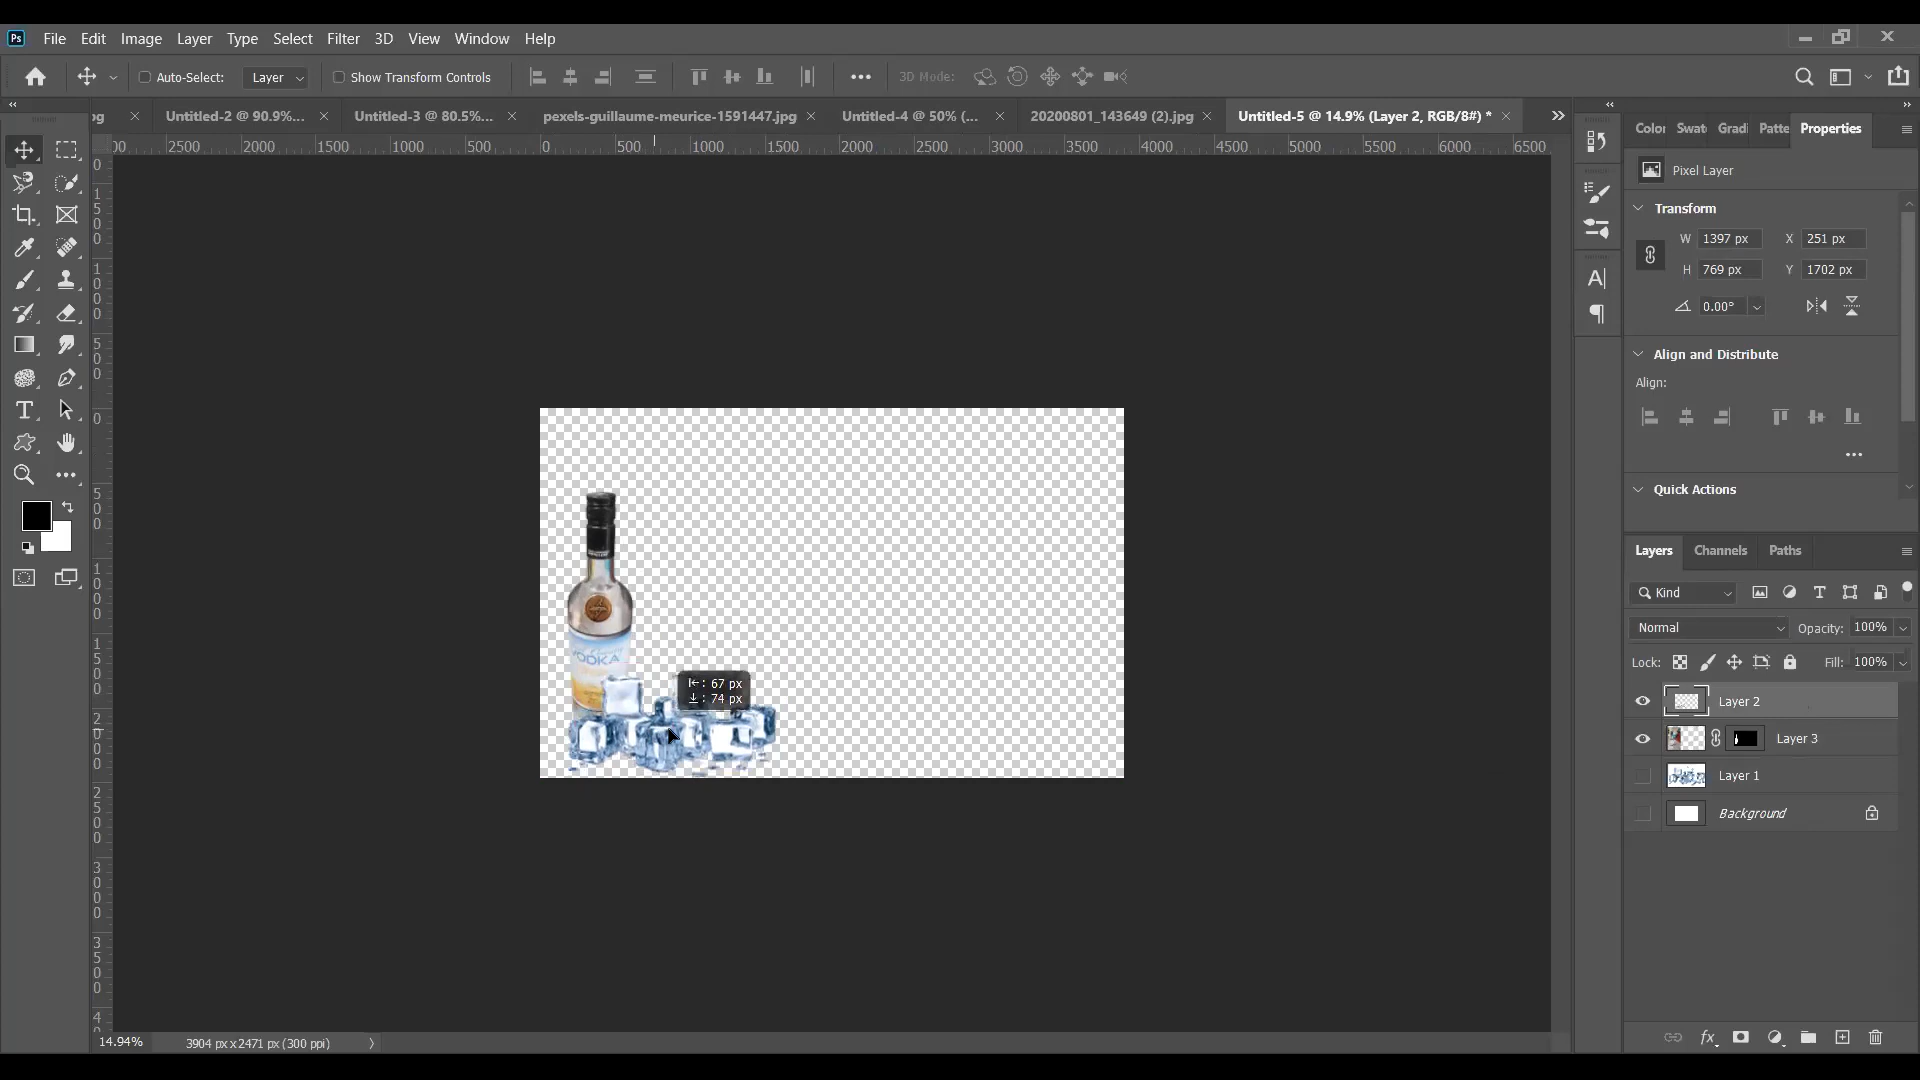 Ps File Edit Image Layer Type Select Filter 3D View Window Help
Auto-Select: Layer Show Transform Controls 3D Mode:
pg Untitled-2 @ 90.9%... Untitled-3 @ 80.5%... pexels-guillaume-meurice-1591447.jpg Untitled-4 @ 50% (... 20200801_143649 (2).jpg Untitled-5 @ 14.9% (Layer 2, RGB/8#) *
00 2500 2000 1500 1000 500 0 500 1000 1500 2000 2500 3000 3500 4000 4500 5000 5500 6000 6500
Color Swat Gradi Patte Properties
Pixel Layer
Transform
W 1397 px X 251 px
H 769 px Y 1702 px
0.00°
Align and Distribute
Align:
Quick Actions
VODKA
67 px
74 px
Layers Channels Paths
Kind
Normal Opacity: 100%
Lock: Fill: 100%
Layer 2
Layer 3
Layer 1
Background
14.94% 3904 px x 2471 px (300 ppi)